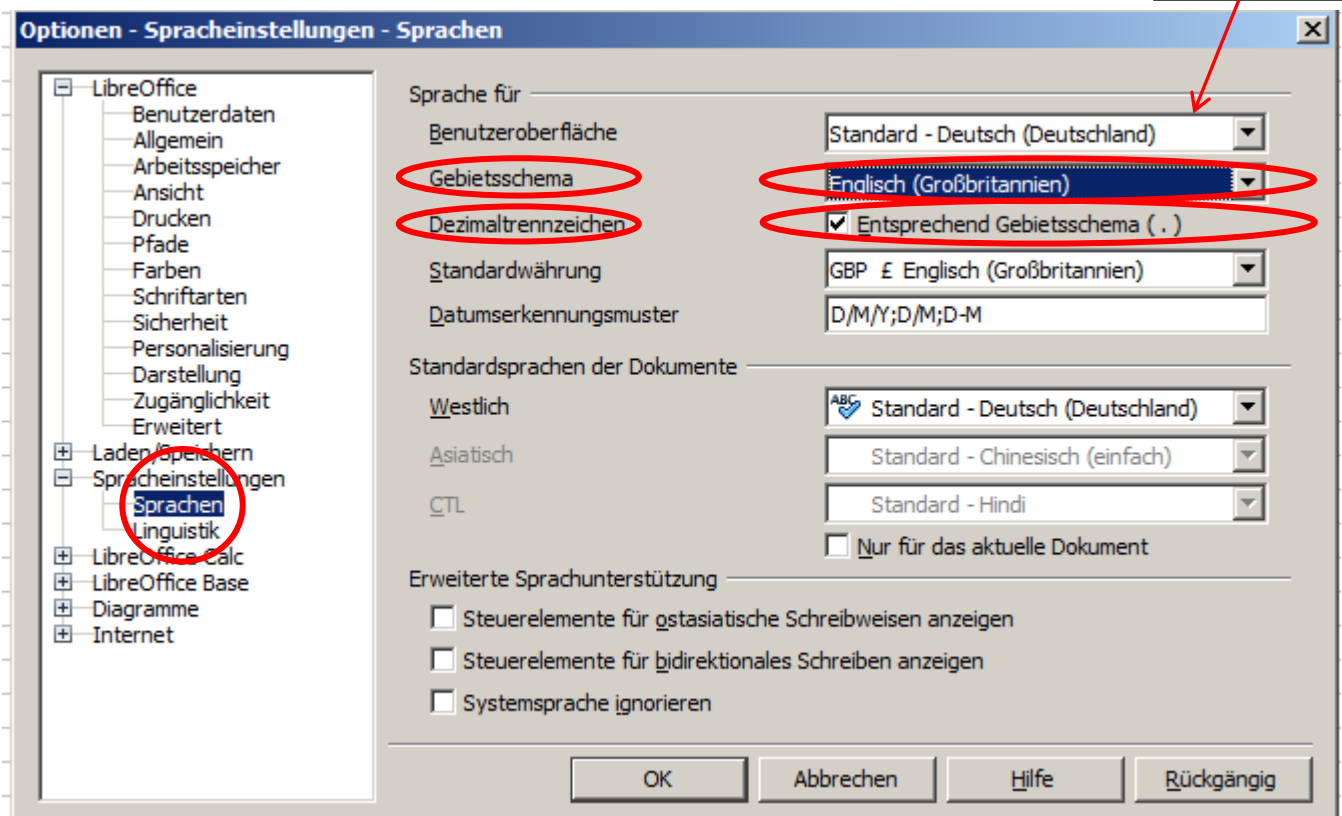 Optionen - Spracheinstellungen - Sprachen
LibreOffice
Benutzerdaten
Allgemein
Arbeitsspeicher
Ansicht
Drucken
Pfade
Farben
Schriftarten
Sicherheit
Personalisierung
Darstellung
Zugänglichkeit
Erweitert
Laden/Speichern
Spracheinstellungen
Sprachen
Linguistik
LibreOffice Calc
LibreOffice Base
Diagramme
Internet
Sprache für
Benutzeroberfläche Standard - Deutsch (Deutschland)
Gebietsschema Englisch (Großbritannien)
Dezimaltrennzeichen Entsprechend Gebietsschema ( . )
Standardwährung GBP £ Englisch (Großbritannien)
Datumserkennungsmuster D/M/Y;D/M;D-M
Standardsprachen der Dokumente
Westlich Standard - Deutsch (Deutschland)
Asiatisch Standard - Chinesisch (einfach)
CTL Standard - Hindi
Nur für das aktuelle Dokument
Erweiterte Sprachunterstützung
Steuerelemente für ostasiatische Schreibweisen anzeigen
Steuerelemente für bidirektionales Schreiben anzeigen
Systemsprache ignorieren
OK Abbrechen Hilfe Rückgängig